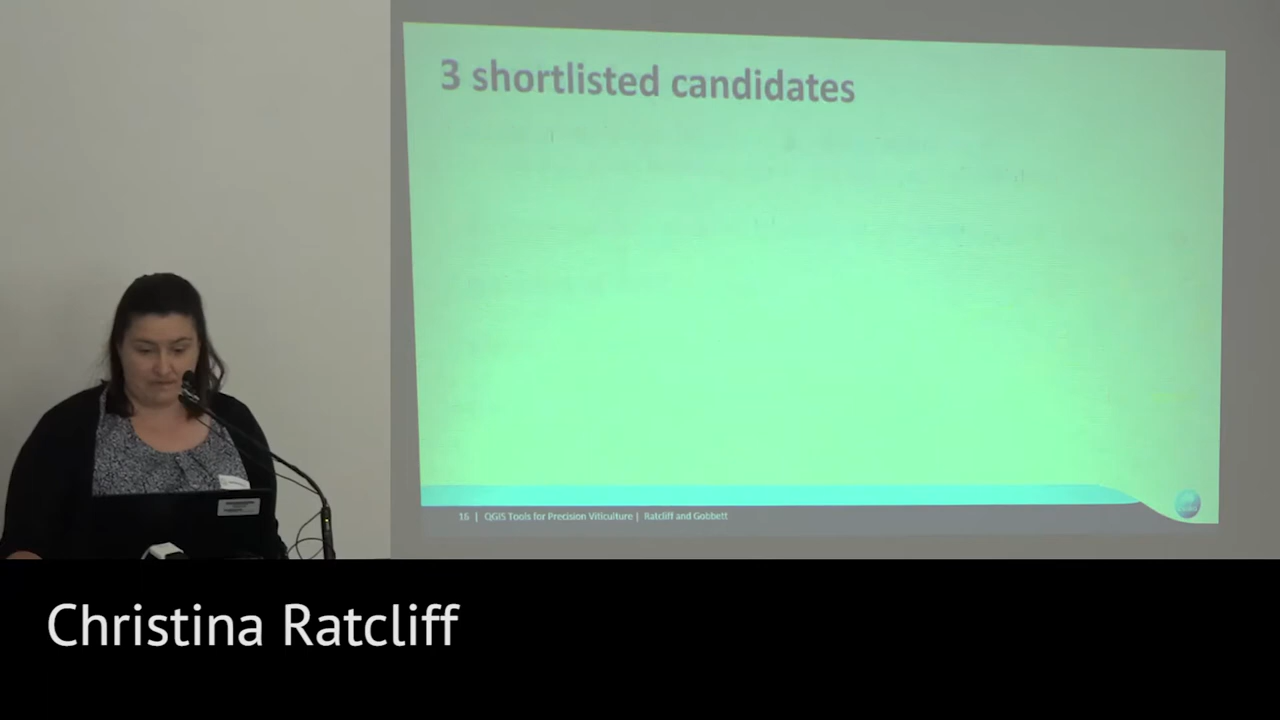 3 shortlisted candidates
16 | QGIS Tools for Precision Viticulture | Ratcliff and Gobbett
Christina Ratcliff